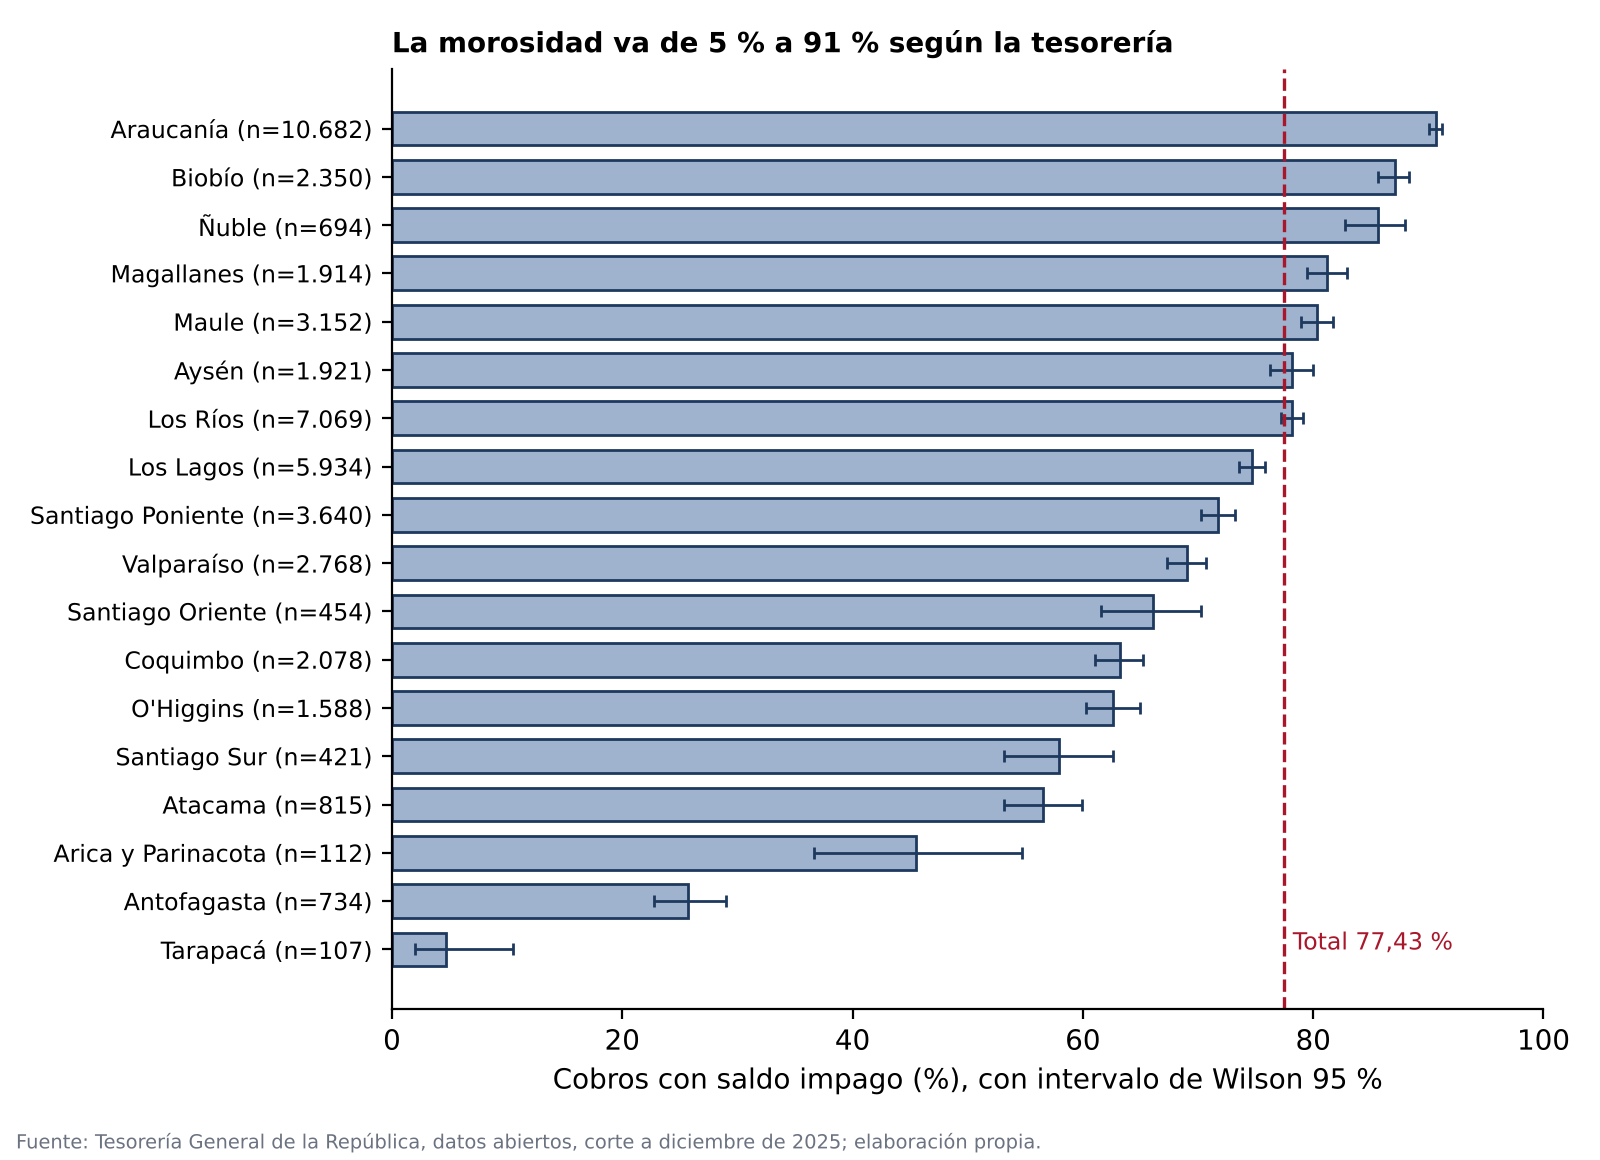 La morosidad va de 5 % a 91 % según la tesorería
Araucanía (n=10.682)
Biobío (n=2.350)
Ñuble (n=694)
Magallanes (n=1.914)
Maule (n=3.152)
Aysén (n=1.921)
Los Ríos (n=7.069)
Los Lagos (n=5.934)
Santiago Poniente (n=3.640)
Valparaíso (n=2.768)
Santiago Oriente (n=454)
Coquimbo (n=2.078)
O'Higgins (n=1.588)
Santiago Sur (n=421)
Atacama (n=815)
Arica y Parinacota (n=112)
Antofagasta (n=734)
Tarapacá (n=107)
Total 77,43 %
0 20 40 60 80 100
Cobros con saldo impago (%), con intervalo de Wilson 95 %
Fuente: Tesorería General de la República, datos abiertos, corte a diciembre de 2025; elaboración propia.